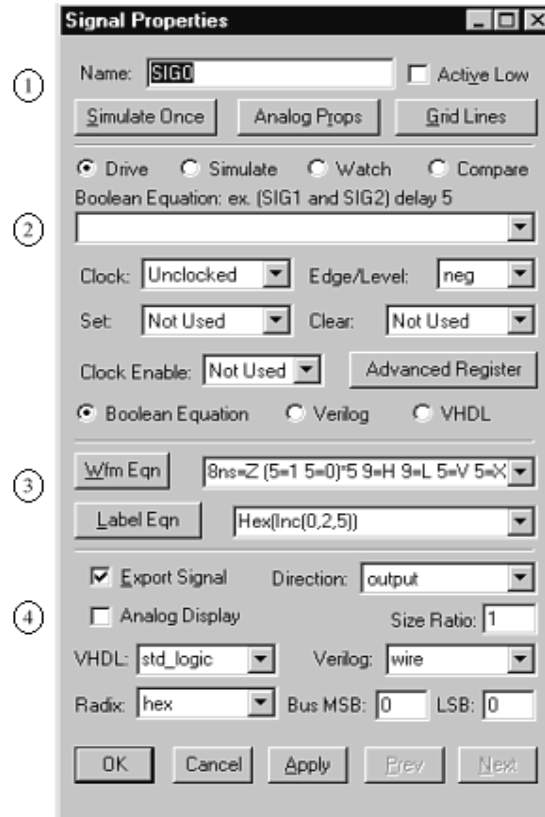 Signal Properties
1
Name: SIG0 Active Low
Simulate Once Analog Props Grid Lines
Drive Simulate Watch Compare
Boolean Equation: ex. (SIG1 and SIG2) delay 5
2
Clock: Unclocked Edge/Level: neg
Set: Not Used Clear: Not Used
Clock Enable: Not Used Advanced Register
Boolean Equation Verilog VHDL
3
Wfm Eqn 8ns=Z (5=1 5=0)*5 9=H 9=L 5=V 5=X
Label Eqn Hex(Inc(0,2,5))
Export Signal Direction: output
4
Analog Display Size Ratio: 1
VHDL: std_logic Verilog: wire
Radix: hex Bus MSB: 0 LSB: 0
OK Cancel Apply Prev Next